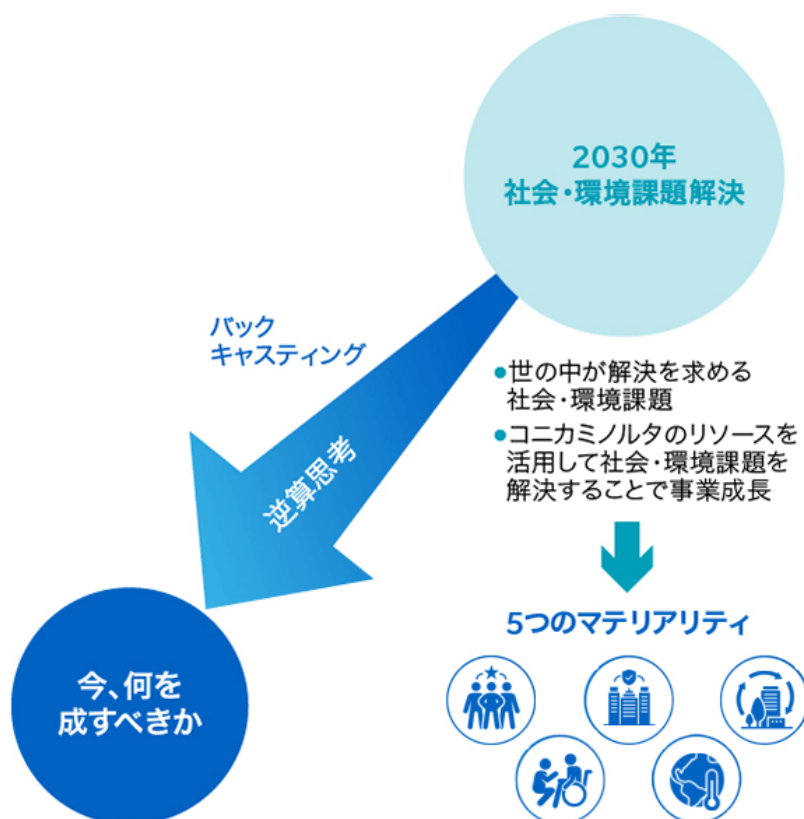 2030年
社会・環境課題解決
バック
キャスティング
逆算思考
●世の中が解決を求める
社会・環境課題
●コニカミノルタのリソースを
活用して社会・環境課題を
解決することで事業成長
5つのマテリアリティ
今、何を
成すべきか